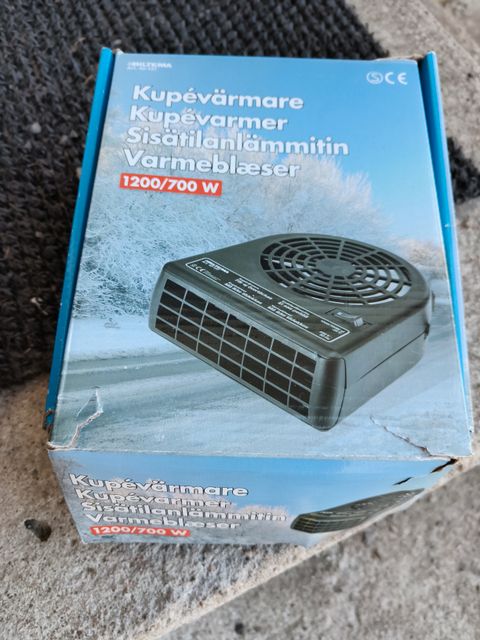 BILTEMA
S CE
Kupévärmare
Kupévarmer
Sisätilanlämmitin
Varmeblæser
1200/700 W
Kupévärmare
Kupévarmer
Sisätilanlämmitin
Varmeblæser
1200/700 W